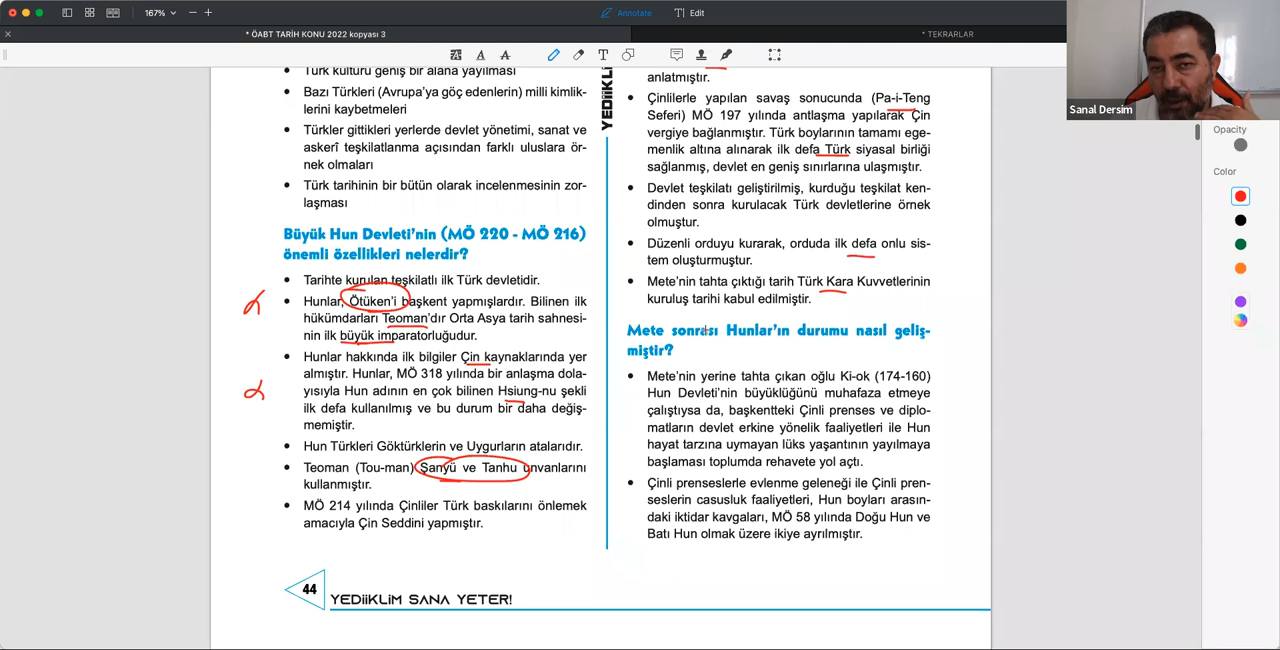 167%
Annotate
Edit
* ÖABT TARİH KONU 2022 kopyası 3
* TEKRARLAR
Sanal Dersim
Opacity
Color
• Türk kültürü geniş bir alana yayılması
• Bazı Türkleri (Avrupa'ya göç edenlerin) milli kimlik-
lerini kaybetmeleri
• Türkler gittikleri yerlerde devlet yönetimi, sanat ve
askerî teşkilatlanma açısından farklı uluslara ör-
nek olmaları
• Türk tarihinin bir bütün olarak incelenmesinin zor-
laşması
Büyük Hun Devleti'nin (MÖ 220 - MÖ 216)
önemli özellikleri nelerdir?
• Tarihte kurulan teşkilatlı ilk Türk devletidir.
• Hunlar, Ötüken'i başkent yapmışlardır. Bilinen ilk
hükümdarları Teoman'dır Orta Asya tarih sahnesi-
nin ilk büyük imparatorluğudur.
• Hunlar hakkında ilk bilgiler Çin kaynaklarında yer
almıştır. Hunlar, MÖ 318 yılında bir anlaşma dola-
yısıyla Hun adının en çok bilinen Hsiung-nu şekli
ilk defa kullanılmış ve bu durum bir daha değiş-
memiştir.
• Hun Türkleri Göktürklerin ve Uygurların atalarıdır.
• Teoman (Tou-man) Şanyü ve Tanhu unvanlarını
kullanmıştır.
• MÖ 214 yılında Çinliler Türk baskılarını önlemek
amacıyla Çin Seddini yapmıştır.
44
YEDiiKLiM SANA YETER!
YEDiiKLi
anlatmıştır.
• Çinlilerle yapılan savaş sonucunda (Pa-i-Teng
Seferi) MÖ 197 yılında antlaşma yapılarak Çin
vergiye bağlanmıştır. Türk boylarının tamamı ege-
menlik altına alınarak ilk defa Türk siyasal birliği
sağlanmış, devlet en geniş sınırlarına ulaşmıştır.
• Devlet teşkilatı geliştirilmiş, kurduğu teşkilat ken-
dinden sonra kurulacak Türk devletlerine örnek
olmuştur.
• Düzenli orduyu kurarak, orduda ilk defa onlu sis-
tem oluşturmuştur.
• Mete'nin tahta çıktığı tarih Türk Kara Kuvvetlerinin
kuruluş tarihi kabul edilmiştir.
Mete sonrası Hunlar'ın durumu nasıl geliş-
miştir?
• Mete'nin yerine tahta çıkan oğlu Ki-ok (174-160)
Hun Devleti'nin büyüklüğünü muhafaza etmeye
çalıştıysa da, başkentteki Çinli prenses ve diplo-
matların devlet erkine yönelik faaliyetleri ile Hun
hayat tarzına uymayan lüks yaşantının yayılmaya
başlaması toplumda rehavete yol açtı.
• Çinli prenseslerle evlenme geleneği ile Çinli pren-
seslerin casusluk faaliyetleri, Hun boyları arasın-
daki iktidar kavgaları, MÖ 58 yılında Doğu Hun ve
Batı Hun olmak üzere ikiye ayrılmıştır.